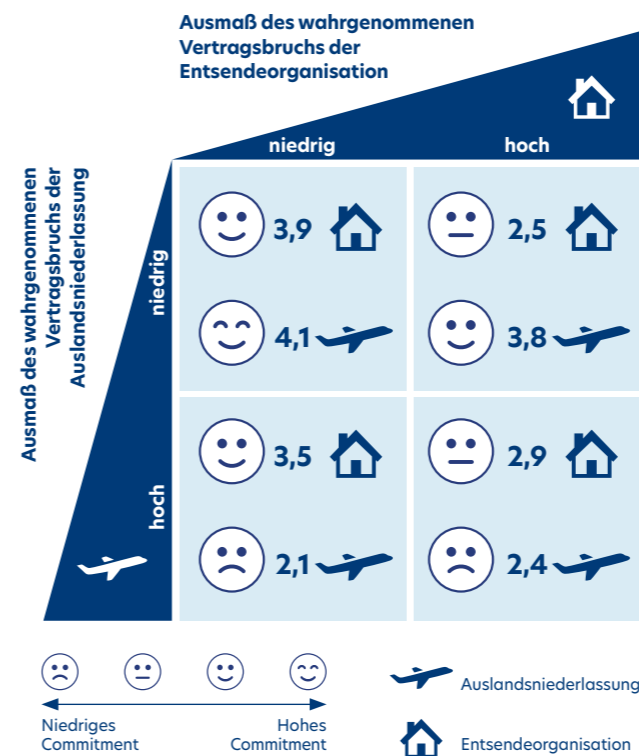 Ausmaß des wahrgenommenen
Vertragsbruchs der
Entsendeorganisation
niedrig
hoch
Ausmaß des wahrgenommenen
Vertragsbruchs der
Auslandsniederlassung
niedrig
3,9
2,5
4,1
3,8
hoch
3,5
2,9
2,1
2,4
Niedriges
Commitment
Hohes
Commitment
Auslandsniederlassung
Entsendeorganisation